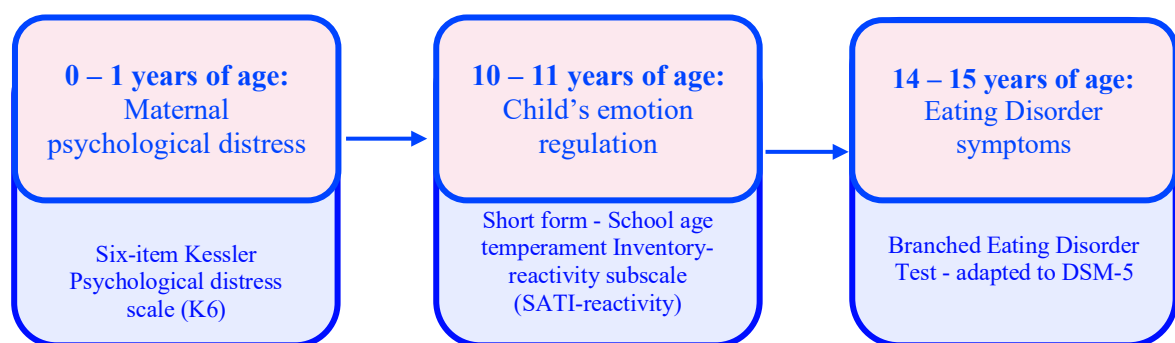 0 – 1 years of age:
Maternal
psychological distress
Six-item Kessler
Psychological distress
scale (K6)
10 – 11 years of age:
Child’s emotion
regulation
Short form - School age
temperament Inventory-
reactivity subscale
(SATI-reactivity)
14 – 15 years of age:
Eating Disorder
symptoms
Branched Eating Disorder
Test - adapted to DSM-5